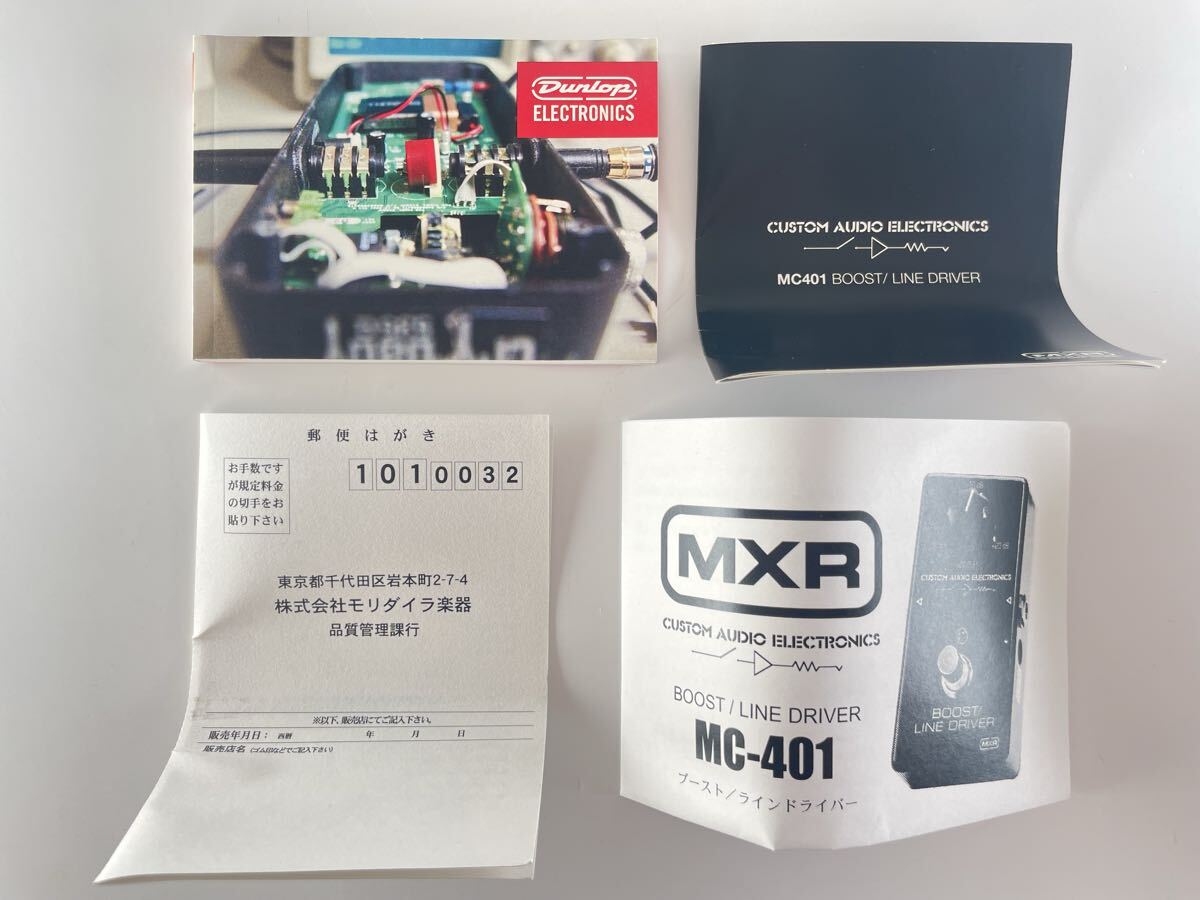 Dunlop
ELECTRONICS
CUSTOM AUDIO ELECTRONICS
MC401 BOOST/ LINE DRIVER
MXR
郵便はがき
お手数です
が規定料金
の切手をお
貼り下さい
1010032
東京都千代田区岩本町2-7-4
株式会社モリダイラ楽器
品質管理課行
※以下、販売店にてご記入下さい。
販売年月日： 西暦 年 月 日
販売店名（ゴム印などでご記入下さい）
MXR
CUSTOM AUDIO ELECTRONICS
BOOST / LINE DRIVER
MC-401
ブースト／ラインドライバー
+20 dB
CUSTOM AUDIO ELECTRONICS
BOOST/
LINE DRIVER
MXR